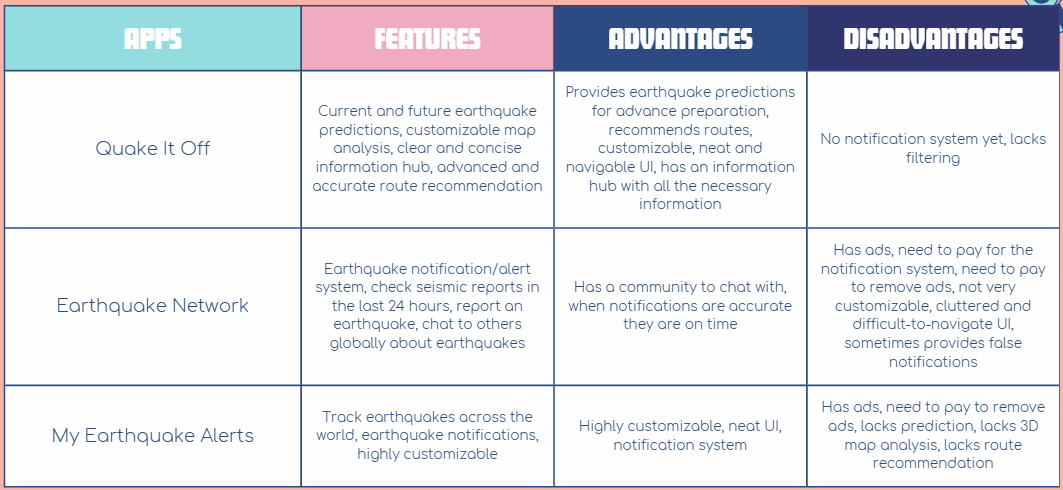 APPS
FEATURES
ADVANTAGES
DISADVANTAGES
Quake It Off
Current and future earthquake
predictions, customizable map
analysis, clear and concise
information hub, advanced and
accurate route recommendation
Provides earthquake predictions
for advance preparation,
recommends routes,
customizable, neat and
navigable UI, has an information
hub with all the necessary
information
No notification system yet, lacks
filtering
Earthquake Network
Earthquake notification/alert
system, check seismic reports in
the last 24 hours, report an
earthquake, chat to others
globally about earthquakes
Has a community to chat with,
when notifications are accurate
they are on time
Has ads, need to pay for the
notification system, need to pay
to remove ads, not very
customizable, cluttered and
difficult-to-navigate UI,
sometimes provides false
notifications
My Earthquake Alerts
Track earthquakes across the
world, earthquake notifications,
highly customizable
Highly customizable, neat UI,
notification system
Has ads, need to pay to remove
ads, lacks prediction, lacks 3D
map analysis, lacks route
recommendation